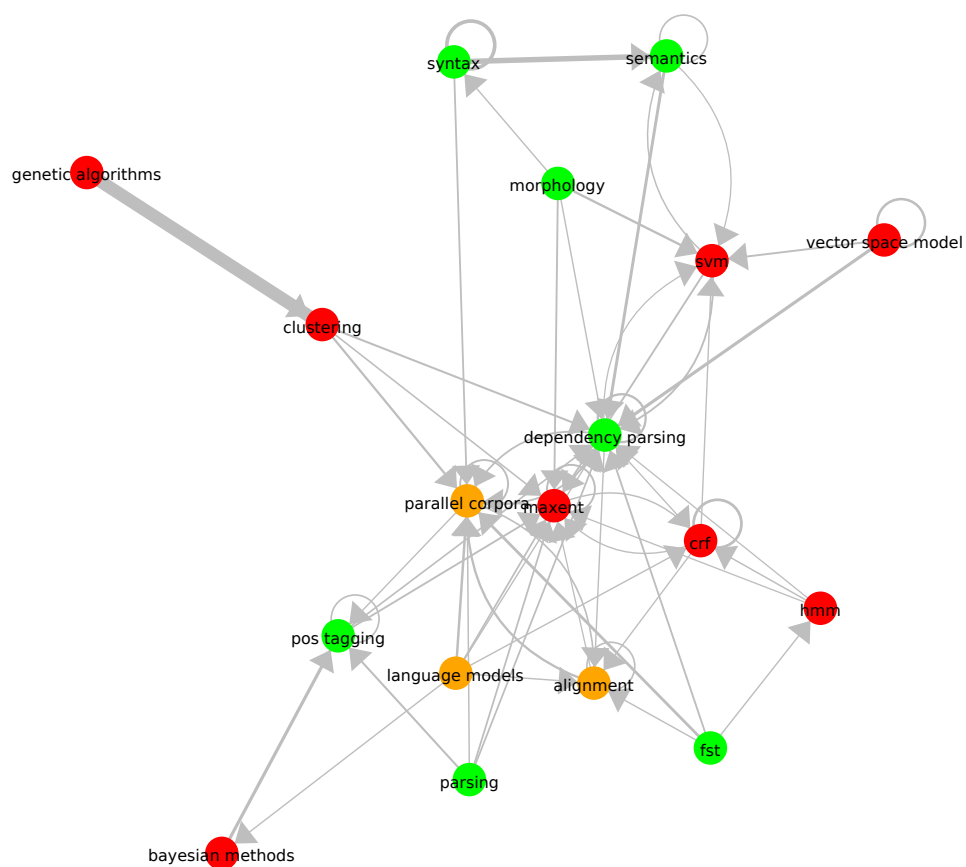 syntax
semantics
genetic algorithms
morphology
vector space model
svm
clustering
dependency parsing
parallel corpora
maxent
crf
hmm
pos tagging
language models
alignment
fst
parsing
bayesian methods